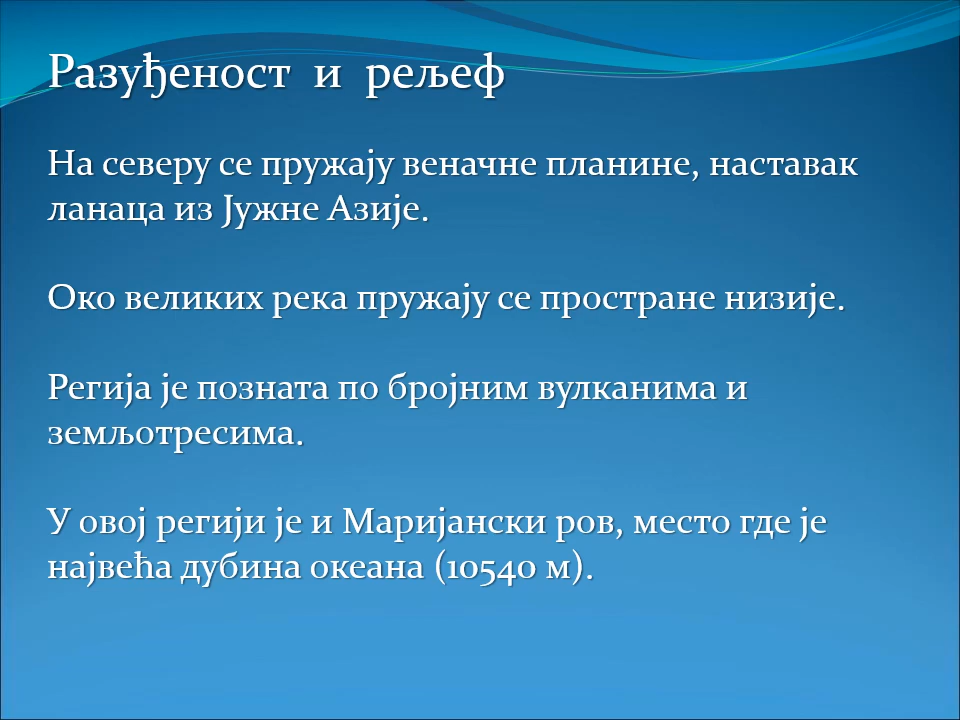 Разуђеност и рељеф
На северу се пружају веначне планине, наставак
ланаца из Јужне Азије.
Око великих река пружају се простране низије.
Регија је позната по бројним вулканима и
земљотресима.
У овој регији је и Маријански ров, место где је
највећа дубина океана (10540 м).